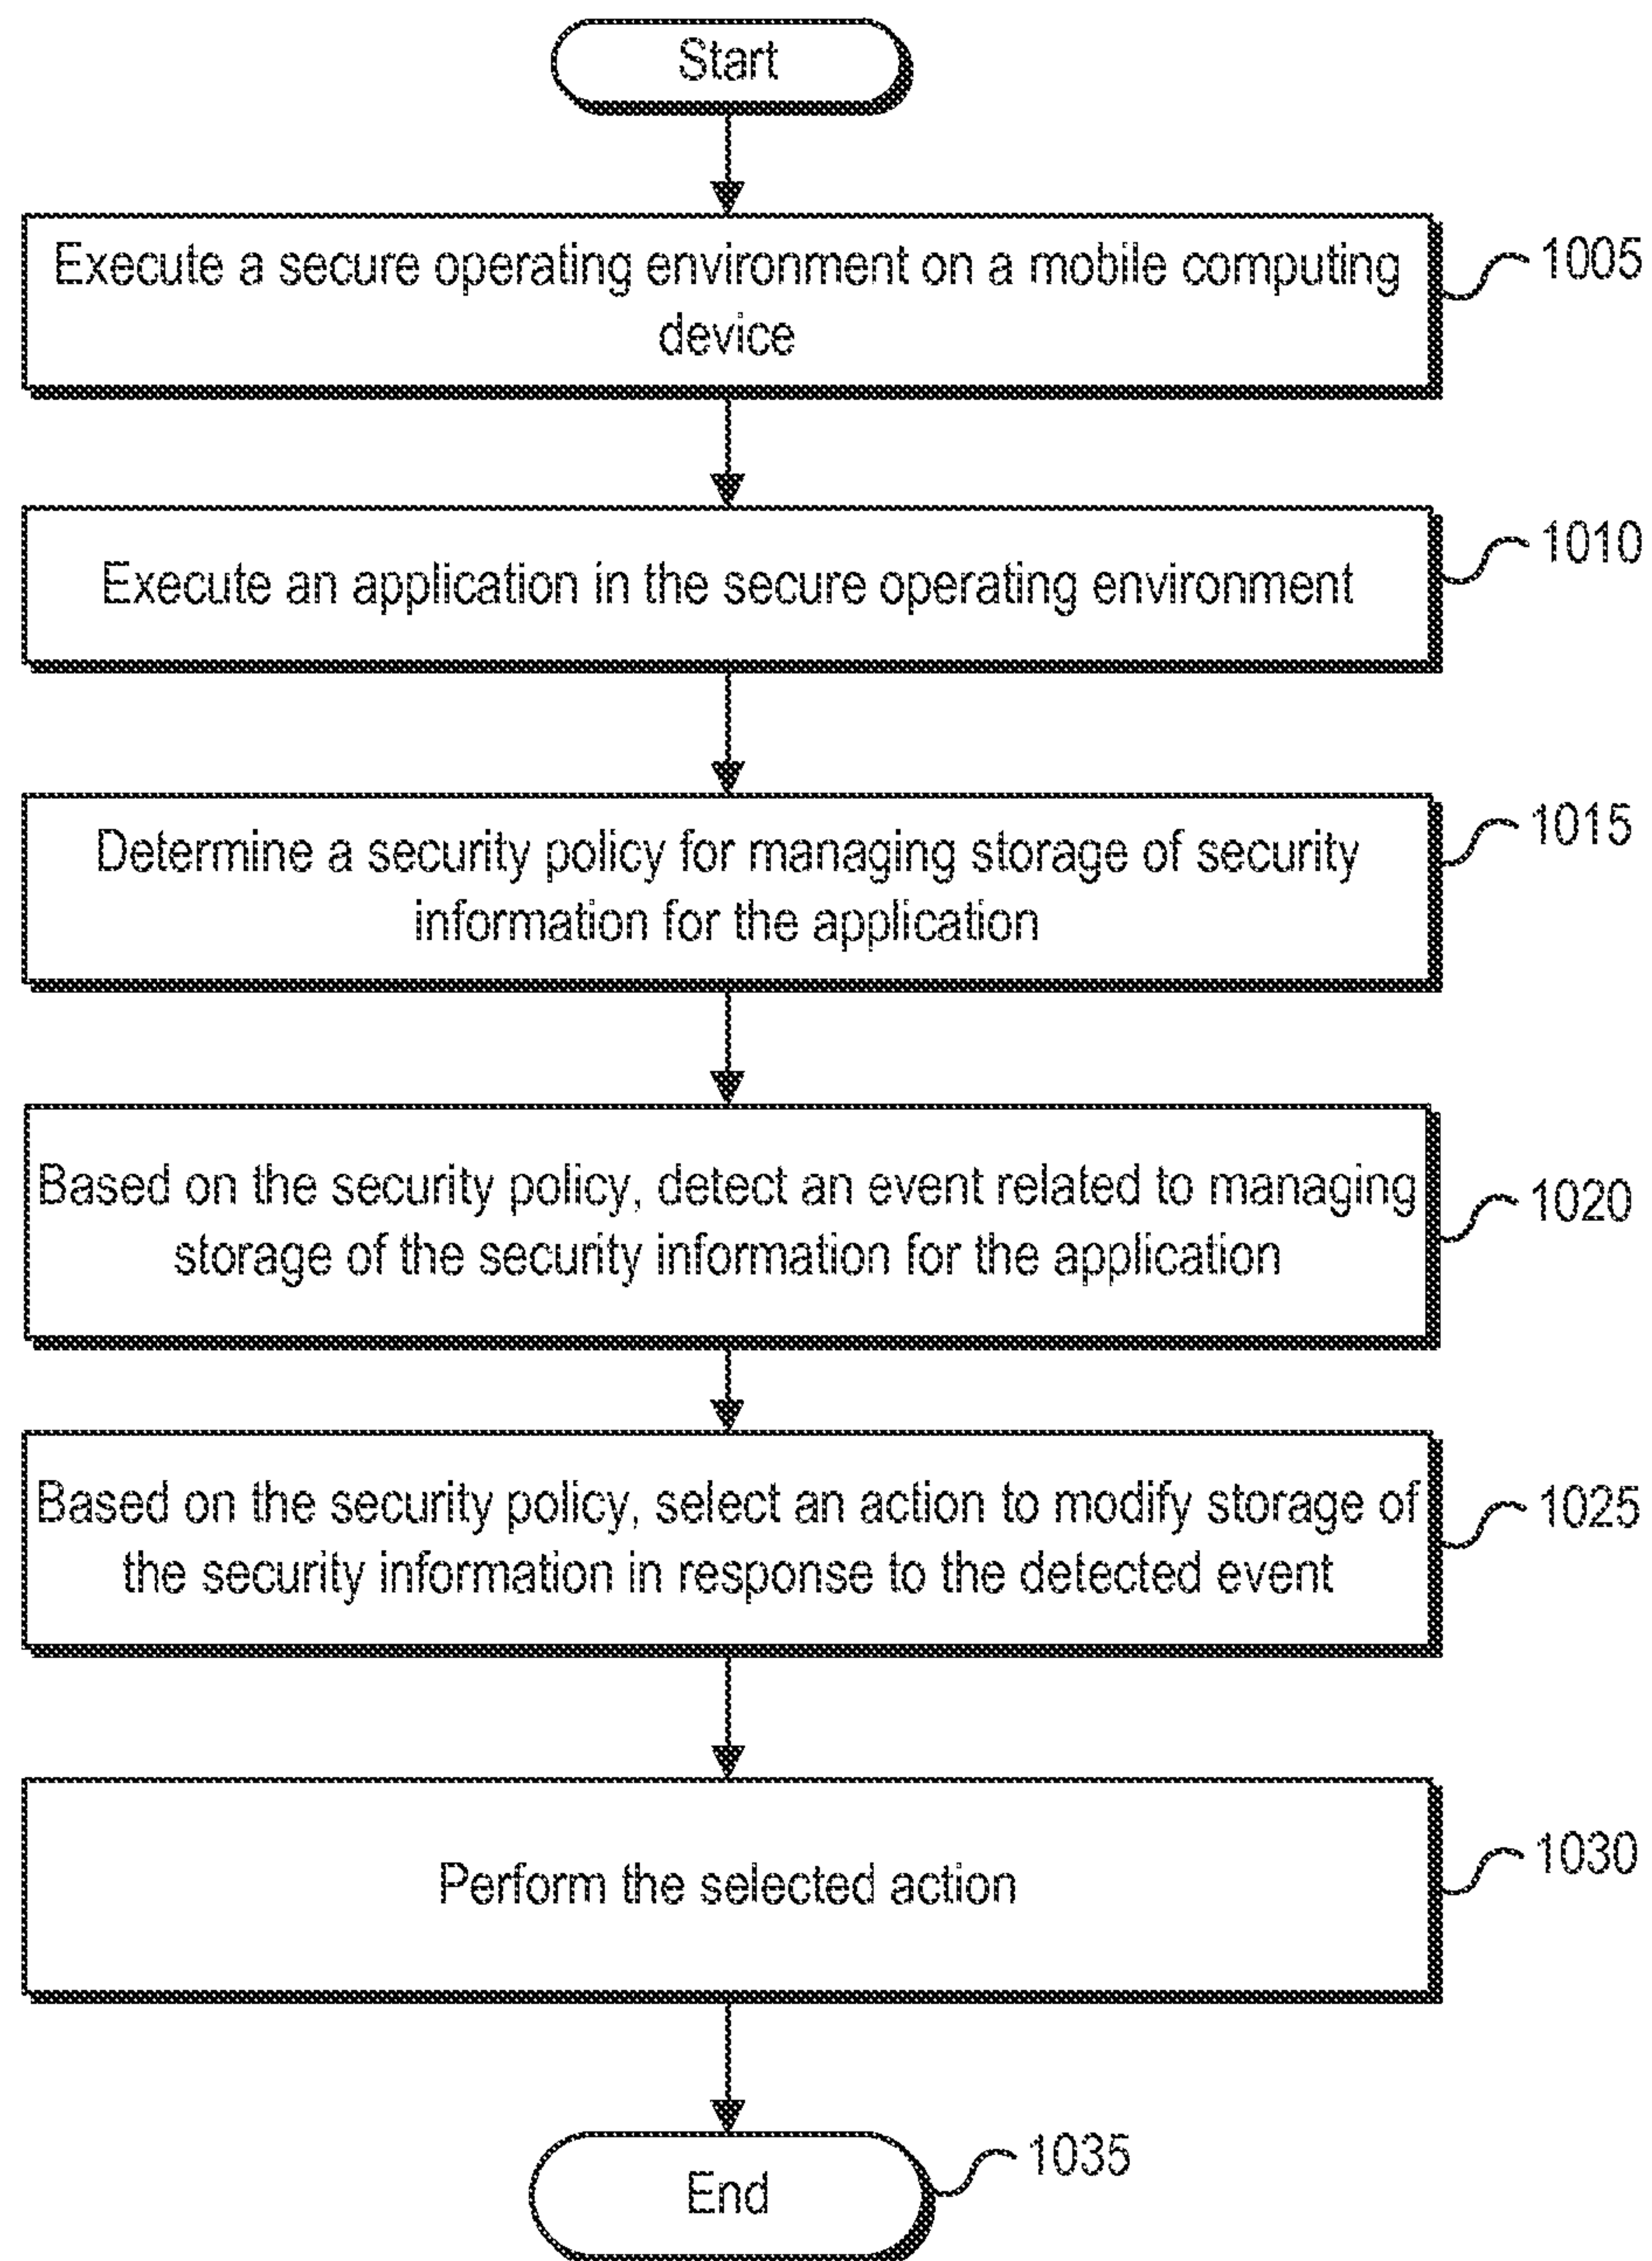 Start
Execute a secure operating environment on a mobile computing
device
1005
Execute an application in the secure operating environment
1010
Determine a security policy for managing storage of security
information for the application
1015
Based on the security policy, detect an event related to managing
storage of the security information for the application
1020
Based on the security policy, select an action to modify storage of
the security information in response to the detected event
1025
Perform the selected action
1030
End
1035